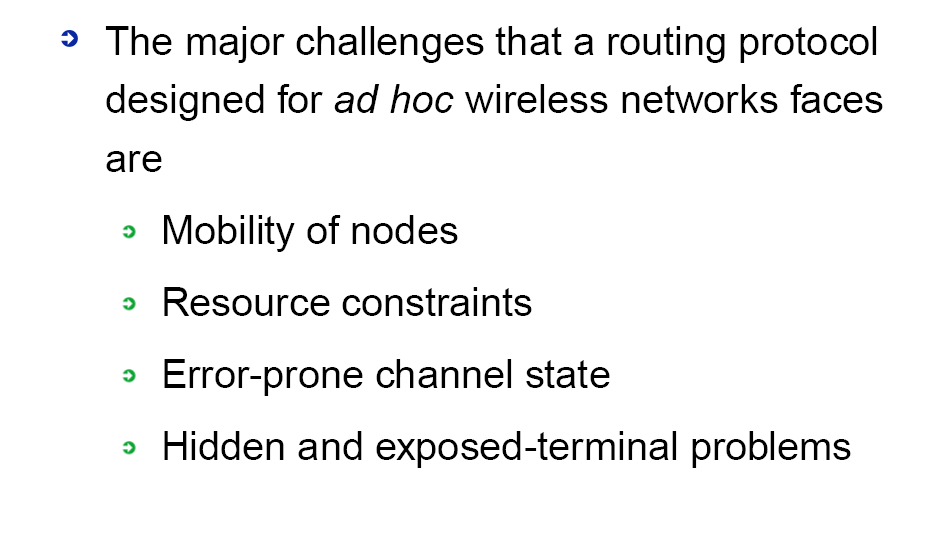 The major challenges that a routing protocol
designed for ad hoc wireless networks faces
are
Mobility of nodes
Resource constraints
Error-prone channel state
Hidden and exposed-terminal problems